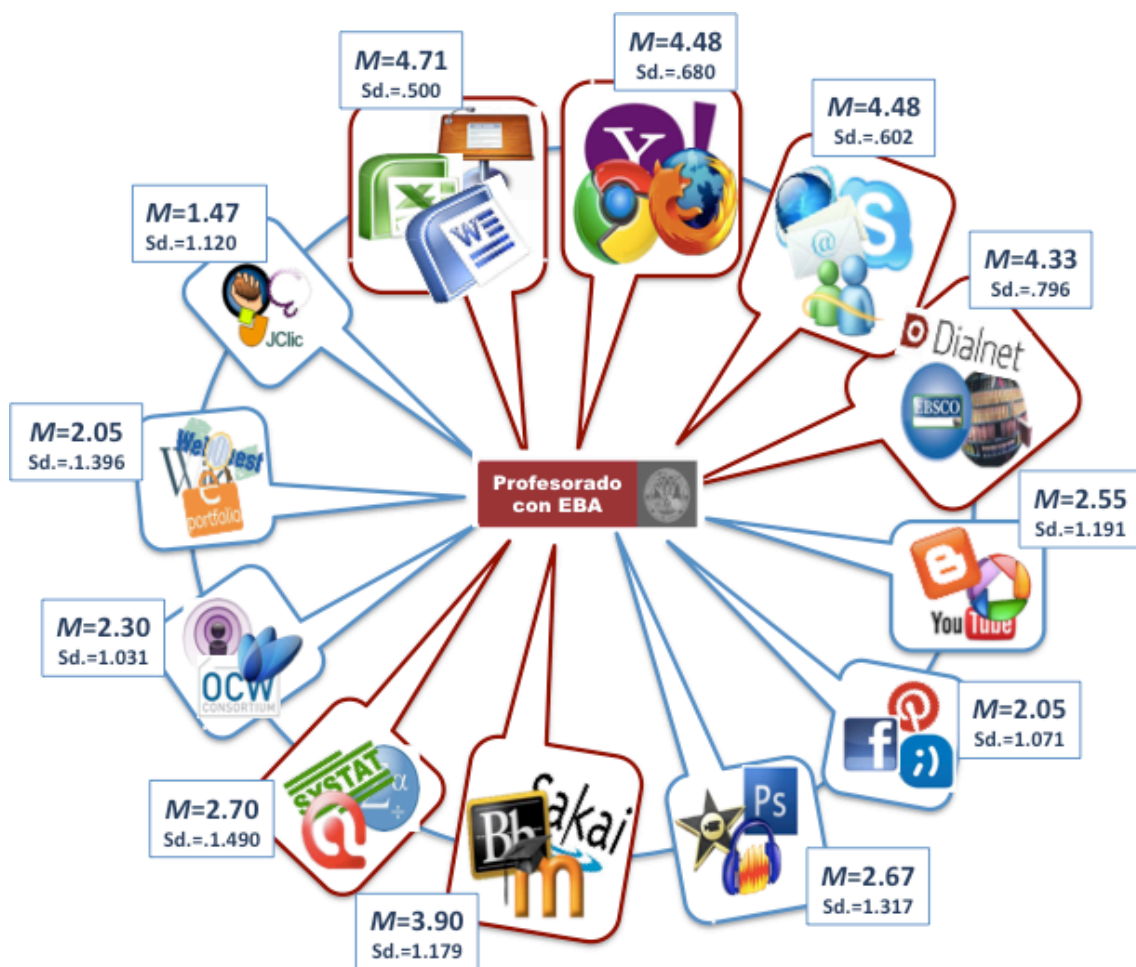 M=4.71
Sd.=.500
M=4.48
Sd.=.680
Y!
X
W
M=4.48
Sd.=.602
@
S
M=4.33
Sd.=.796
Dialnet
EBSCO
M=2.55
Sd.=1.191
YouTube
M=2.05
Sd.=1.071
f
;)
M=2.67
Sd.=1.317
Ps
M=3.90
Sd.=1.179
Bb
sakai
m
M=2.70
Sd.=.1.490
SYSTAT
Σα
÷
M=2.30
Sd.=1.031
OCW
CONSORTIUM
M=2.05
Sd.=.1.396
WebQuest
W
e
portfolio
M=1.47
Sd.=1.120
JClic
Profesorado
con EBA